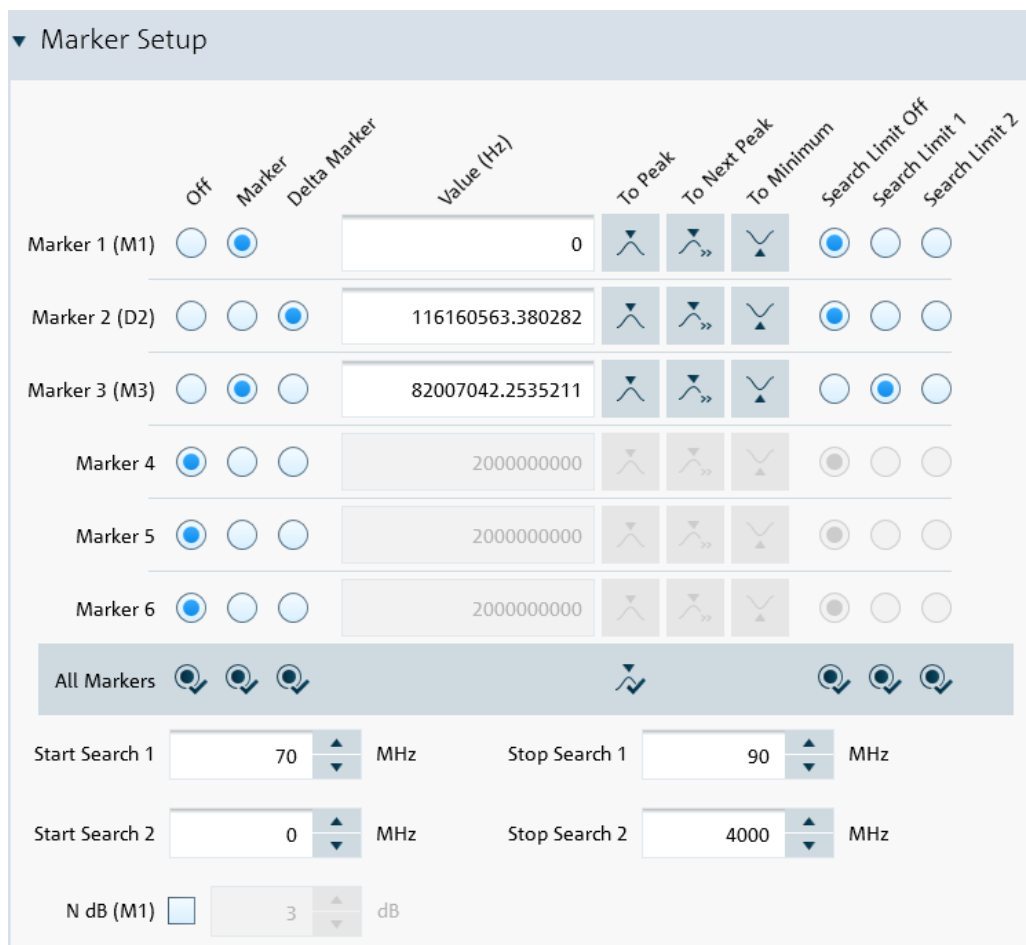 Marker Setup
Off Marker Delta Marker Value (Hz) To Peak To Next Peak To Minimum Search Limit Off Search Limit 1 Search Limit 2
Marker 1 (M1) 0
Marker 2 (D2) 116160563.380282
Marker 3 (M3) 82007042.2535211
Marker 4 2000000000
Marker 5 2000000000
Marker 6 2000000000
All Markers
Start Search 1 70 MHz Stop Search 1 90 MHz
Start Search 2 0 MHz Stop Search 2 4000 MHz
N dB (M1) 3 dB